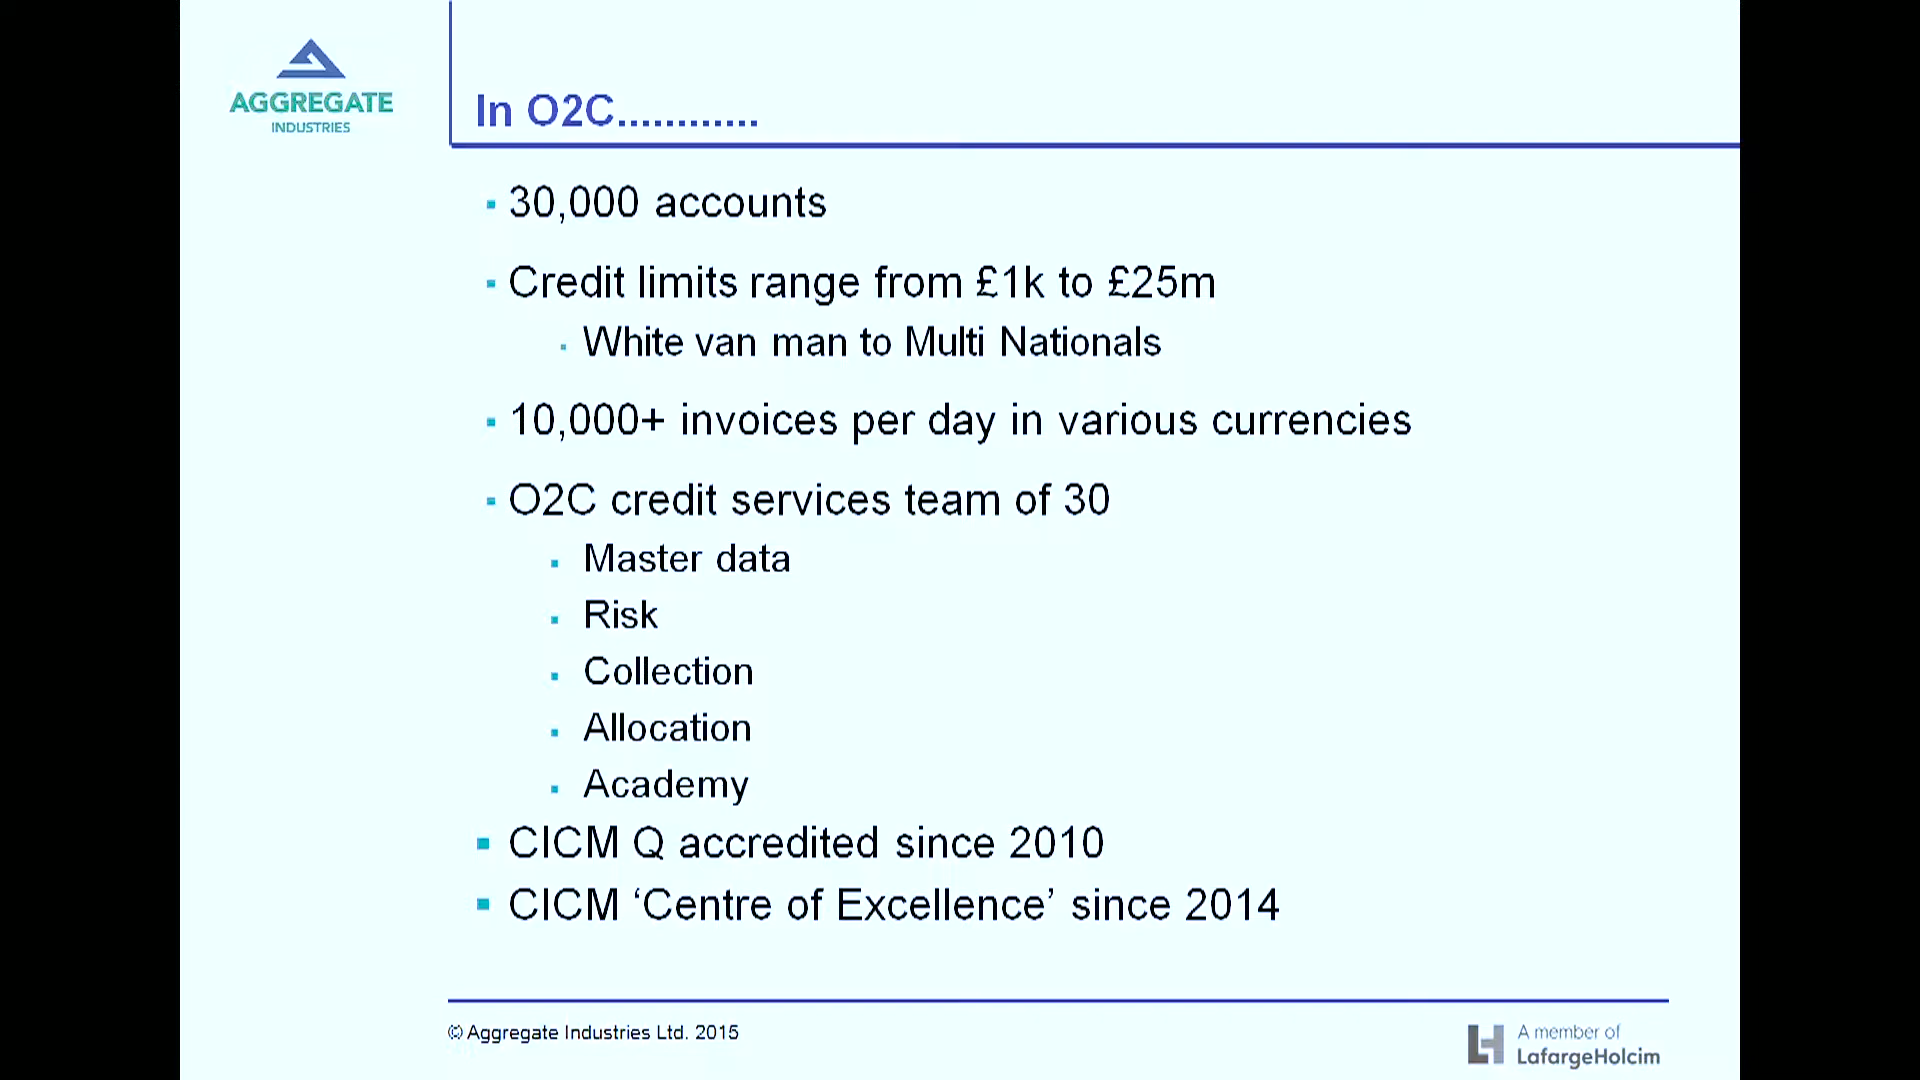 AGGREGATE
INDUSTRIES
In O2C............
30,000 accounts
Credit limits range from £1k to £25m
White van man to Multi Nationals
10,000+ invoices per day in various currencies
O2C credit services team of 30
Master data
Risk
Collection
Allocation
Academy
CICM Q accredited since 2010
CICM ‘Centre of Excellence’ since 2014
© Aggregate Industries Ltd. 2015
A member of
LafargeHolcim